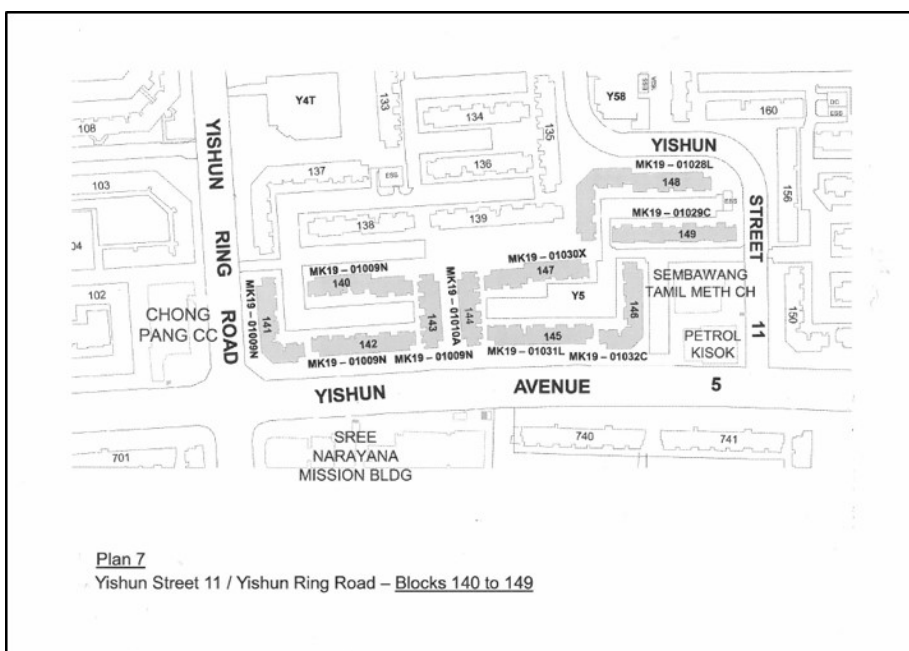 Y4T
133
134
135
Y58
160
DC
ESS
108
YISHUN
RING
ROAD
137
ESS
136
YISHUN
MK19 – 01028L
148
STREET
11
156
103
138
139
MK19 – 01029C
ESS
149
04
MK19 – 01009N
140
MK19 – 01030X
147
SEMBAWANG
TAMIL METH CH
102
CHONG
PANG CC
MK19 – 01009N
141
143
MK19 – 01010A
144
Y5
146
150
142
MK19 – 01009N
MK19 – 01009N
145
MK19 – 01031L
MK19 – 01032C
PETROL
KISOK
YISHUN AVENUE 5
701
SREE
NARAYANA
MISSION BLDG
740
741
Plan 7
Yishun Street 11 / Yishun Ring Road – Blocks 140 to 149